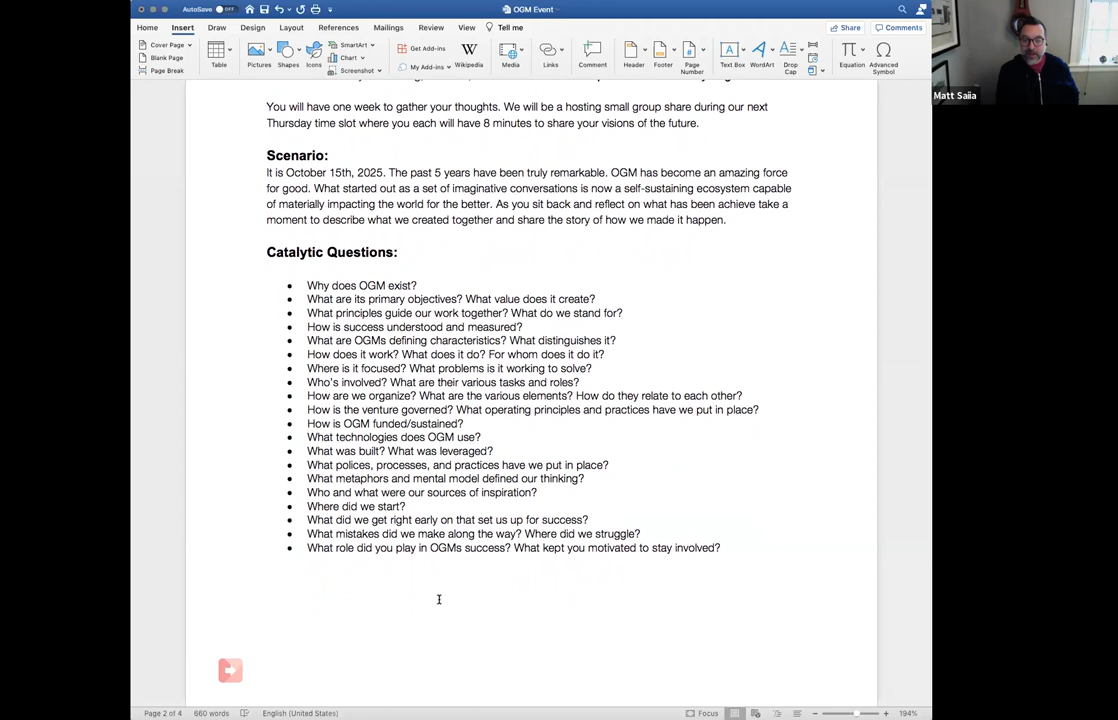 AutoSave OFF OGM Event
Home Insert Draw Design Layout References Mailings Review View Tell me Share Comments
Cover Page
Blank Page
Page Break
Table
Pictures
Shapes
Icons
SmartArt
Chart
Screenshot
Get Add-ins
My Add-ins
Wikipedia
Media
Links
Comment
Header
Footer
Page Number
Text Box
WordArt
Drop Cap
Equation
Advanced Symbol
Matt Saiia
You will have one week to gather your thoughts. We will be a hosting small group share during our next
Thursday time slot where you each will have 8 minutes to share your visions of the future.
Scenario:
It is October 15th, 2025. The past 5 years have been truly remarkable. OGM has become an amazing force
for good. What started out as a set of imaginative conversations is now a self-sustaining ecosystem capable
of materially impacting the world for the better. As you sit back and reflect on what has been achieve take a
moment to describe what we created together and share the story of how we made it happen.
Catalytic Questions:
• Why does OGM exist?
• What are its primary objectives? What value does it create?
• What principles guide our work together? What do we stand for?
• How is success understood and measured?
• What are OGMs defining characteristics? What distinguishes it?
• How does it work? What does it do? For whom does it do it?
• Where is it focused? What problems is it working to solve?
• Who's involved? What are their various tasks and roles?
• How are we organize? What are the various elements? How do they relate to each other?
• How is the venture governed? What operating principles and practices have we put in place?
• How is OGM funded/sustained?
• What technologies does OGM use?
• What was built? What was leveraged?
• What polices, processes, and practices have we put in place?
• What metaphors and mental model defined our thinking?
• Who and what were our sources of inspiration?
• Where did we start?
• What did we get right early on that set us up for success?
• What mistakes did we make along the way? Where did we struggle?
• What role did you play in OGMs success? What kept you motivated to stay involved?
Page 2 of 4 660 words English (United States) Focus 194%